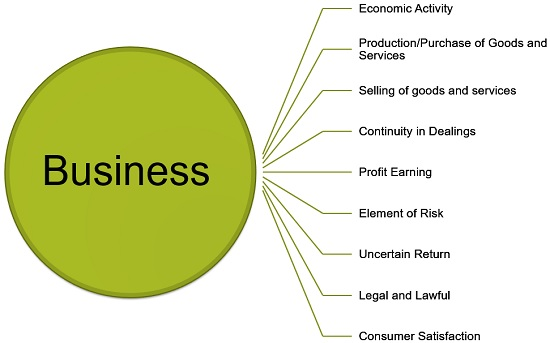 Business
Economic Activity
Production/Purchase of Goods and
Services
Selling of goods and services
Continuity in Dealings
Profit Earning
Element of Risk
Uncertain Return
Legal and Lawful
Consumer Satisfaction